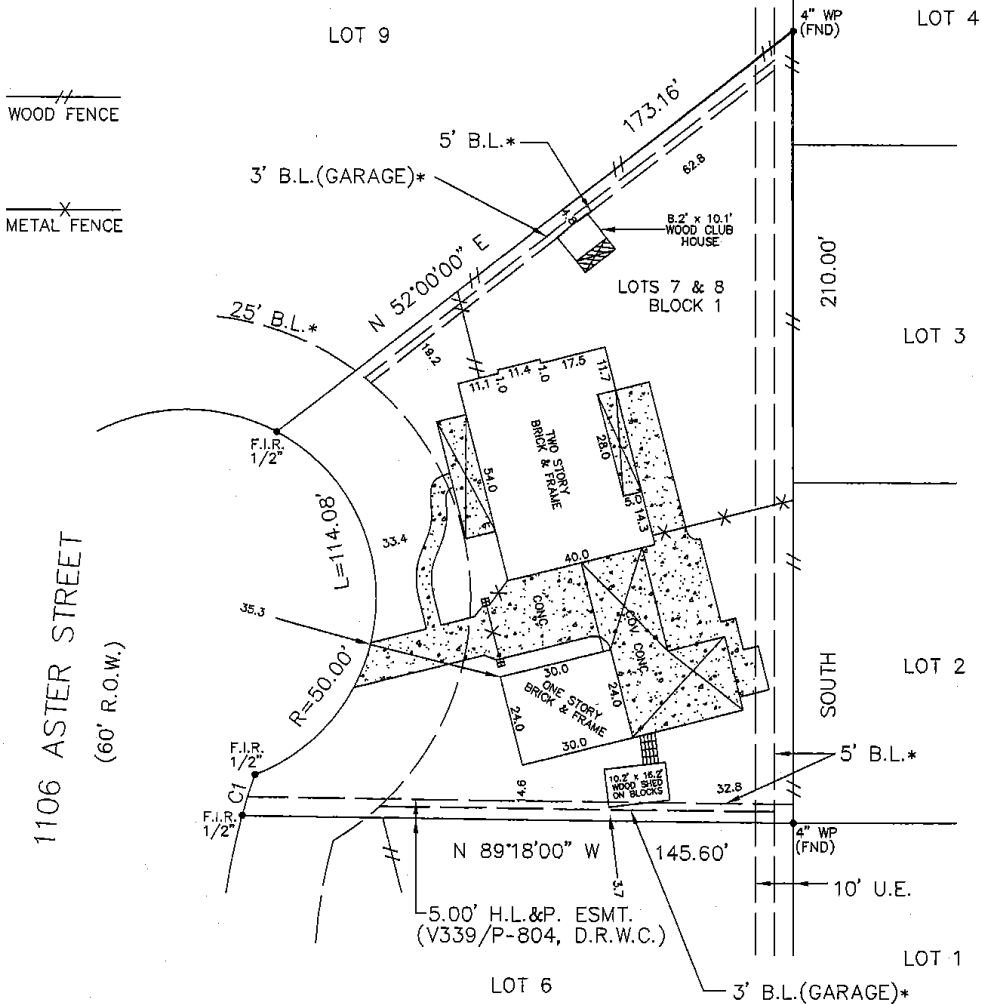 LOT 9
4" WP
(FND)
LOT 4
WOOD FENCE
173.16'
5' B.L.*
3' B.L.(GARAGE)*
62.8
METAL FENCE
8.2' x 10.1'
WOOD CLUB
HOUSE
N 52°00'00" E
LOTS 7 & 8
BLOCK 1
210.00'
25' B.L.*
LOT 3
19.2
11.1
1.0
11.4
1.0
17.5
11.7
F.I.R.
1/2"
TWO STORY
BRICK & FRAME
28.0
54.0
5.0
14.3
L=114.08'
33.4
40.0
1106 ASTER STREET
(60' R.O.W.)
35.3
CONC
COV. CONC
LOT 2
SOUTH
R=50.00'
30.0
ONE STORY
BRICK & FRAME
24.0
24.0
30.0
F.I.R.
1/2"
5' B.L.*
C1
14.6
10.2' x 16.2'
WOOD SHED
ON BLOCKS
32.8
F.I.R.
1/2"
N 89°18'00" W
145.60'
4" WP
(FND)
3.7
10' U.E.
5.00' H.L.&P. ESMT.
(V339/P-804, D.R.W.C.)
LOT 1
LOT 6
3' B.L.(GARAGE)*